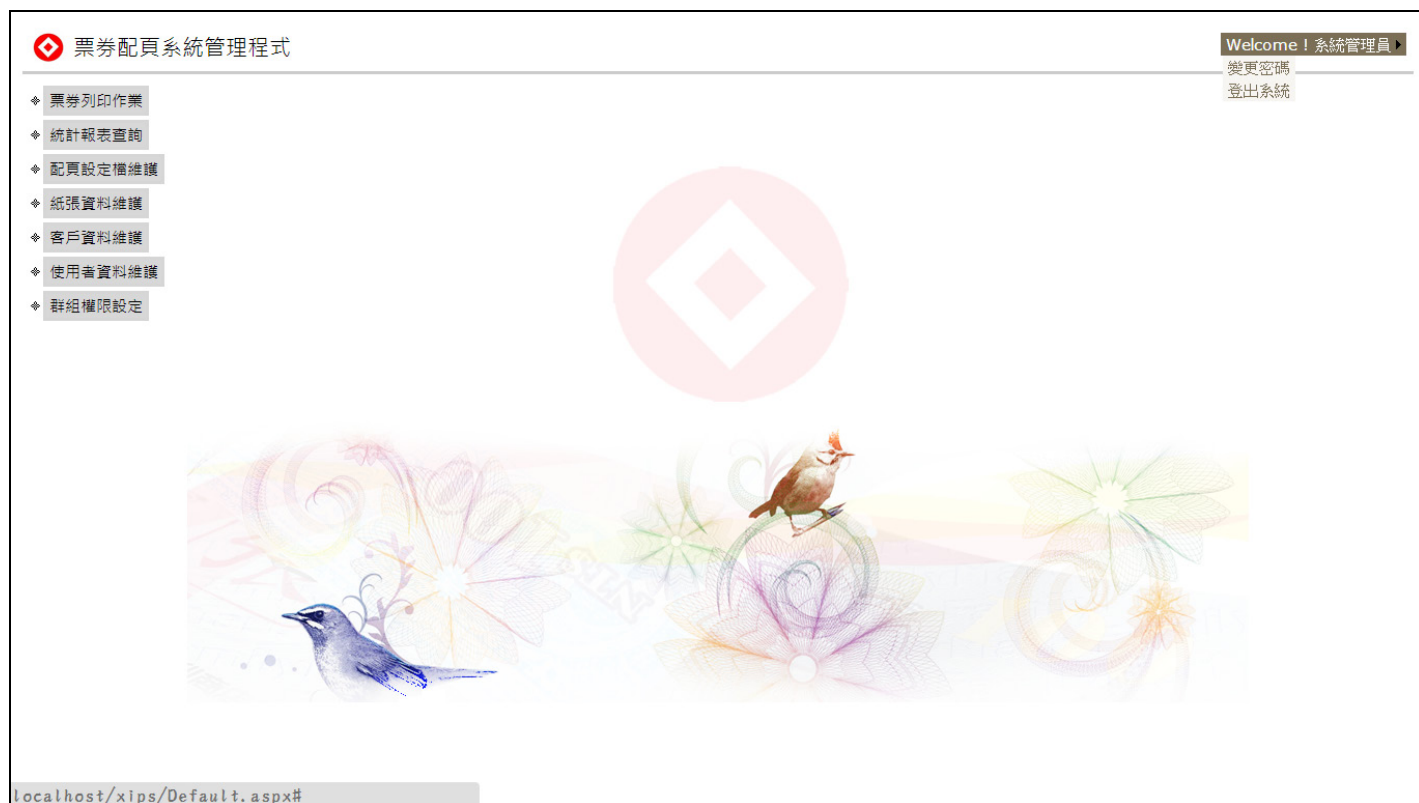 票券配頁系統管理程式
Welcome！系統管理員
變更密碼
登出系統
票券列印作業
統計報表查詢
配頁設定檔維護
紙張資料維護
客戶資料維護
使用者資料維護
群組權限設定
localhost/xips/Default.aspx#